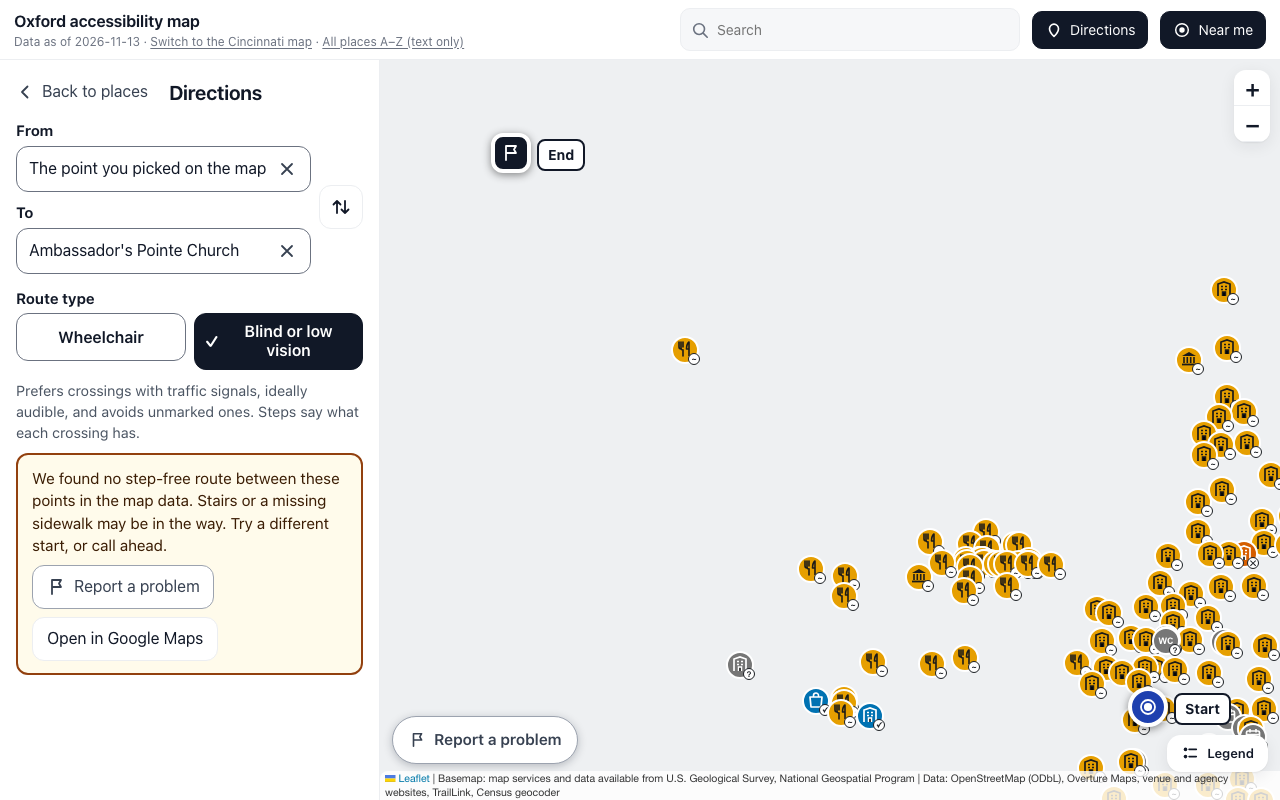 Oxford accessibility map
Data as of 2026-11-13 · Switch to the Cincinnati map · All places A–Z (text only)
Search
Directions
Near me
Back to places
Directions
From
The point you picked on the map
To
Ambassador's Pointe Church
Route type
Wheelchair
Blind or low
vision
Prefers crossings with traffic signals, ideally
audible, and avoids unmarked ones. Steps say what
each crossing has.
We found no step-free route between these
points in the map data. Stairs or a missing
sidewalk may be in the way. Try a different
start, or call ahead.
Report a problem
Open in Google Maps
End
+
−
WC
Start
Report a problem
Legend
Leaflet | Basemap: map services and data available from U.S. Geological Survey, National Geospatial Program | Data: OpenStreetMap (ODbL), Overture Maps, venue and agency
websites, TrailLink, Census geocoder